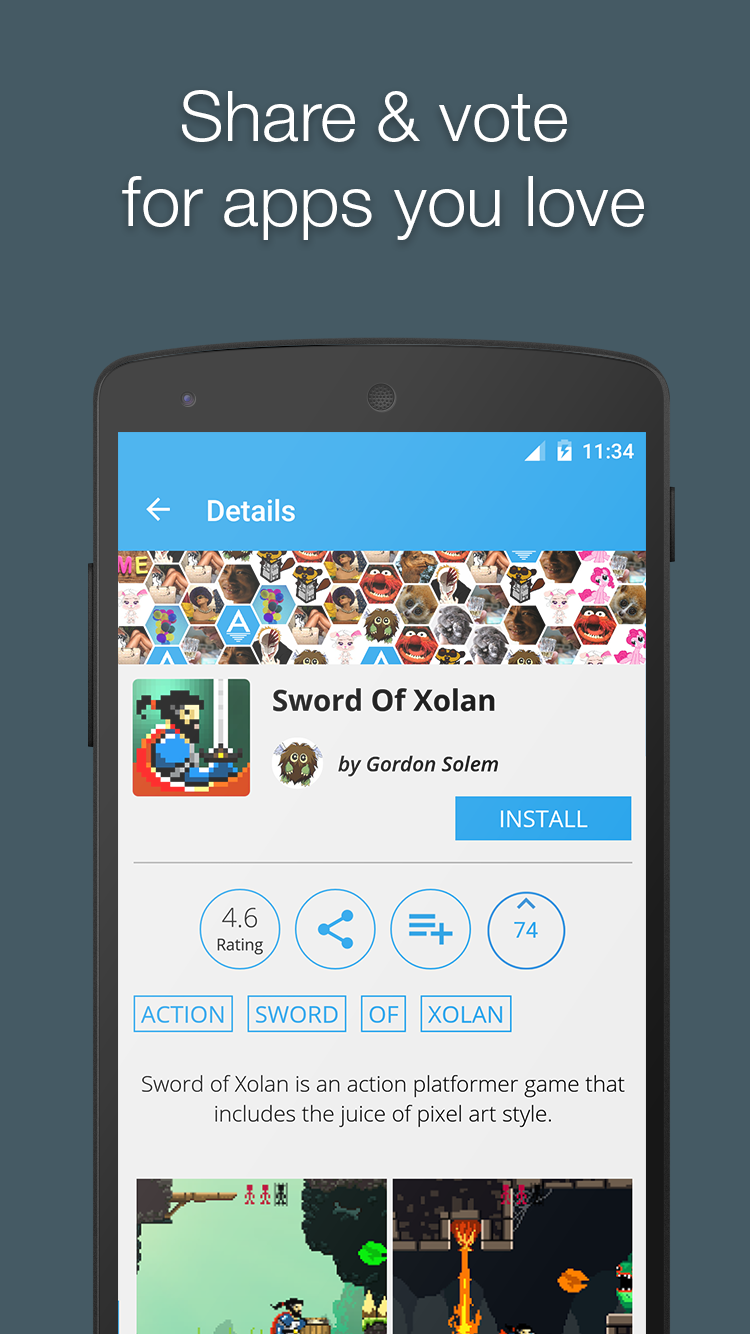 Share & vote
for apps you love
11:34
Details
ME
A
A
A
Sword Of Xolan
by Gordon Solem
INSTALL
4.6
Rating
74
ACTION SWORD OF XOLAN
Sword of Xolan is an action platformer game that
includes the juice of pixel art style.